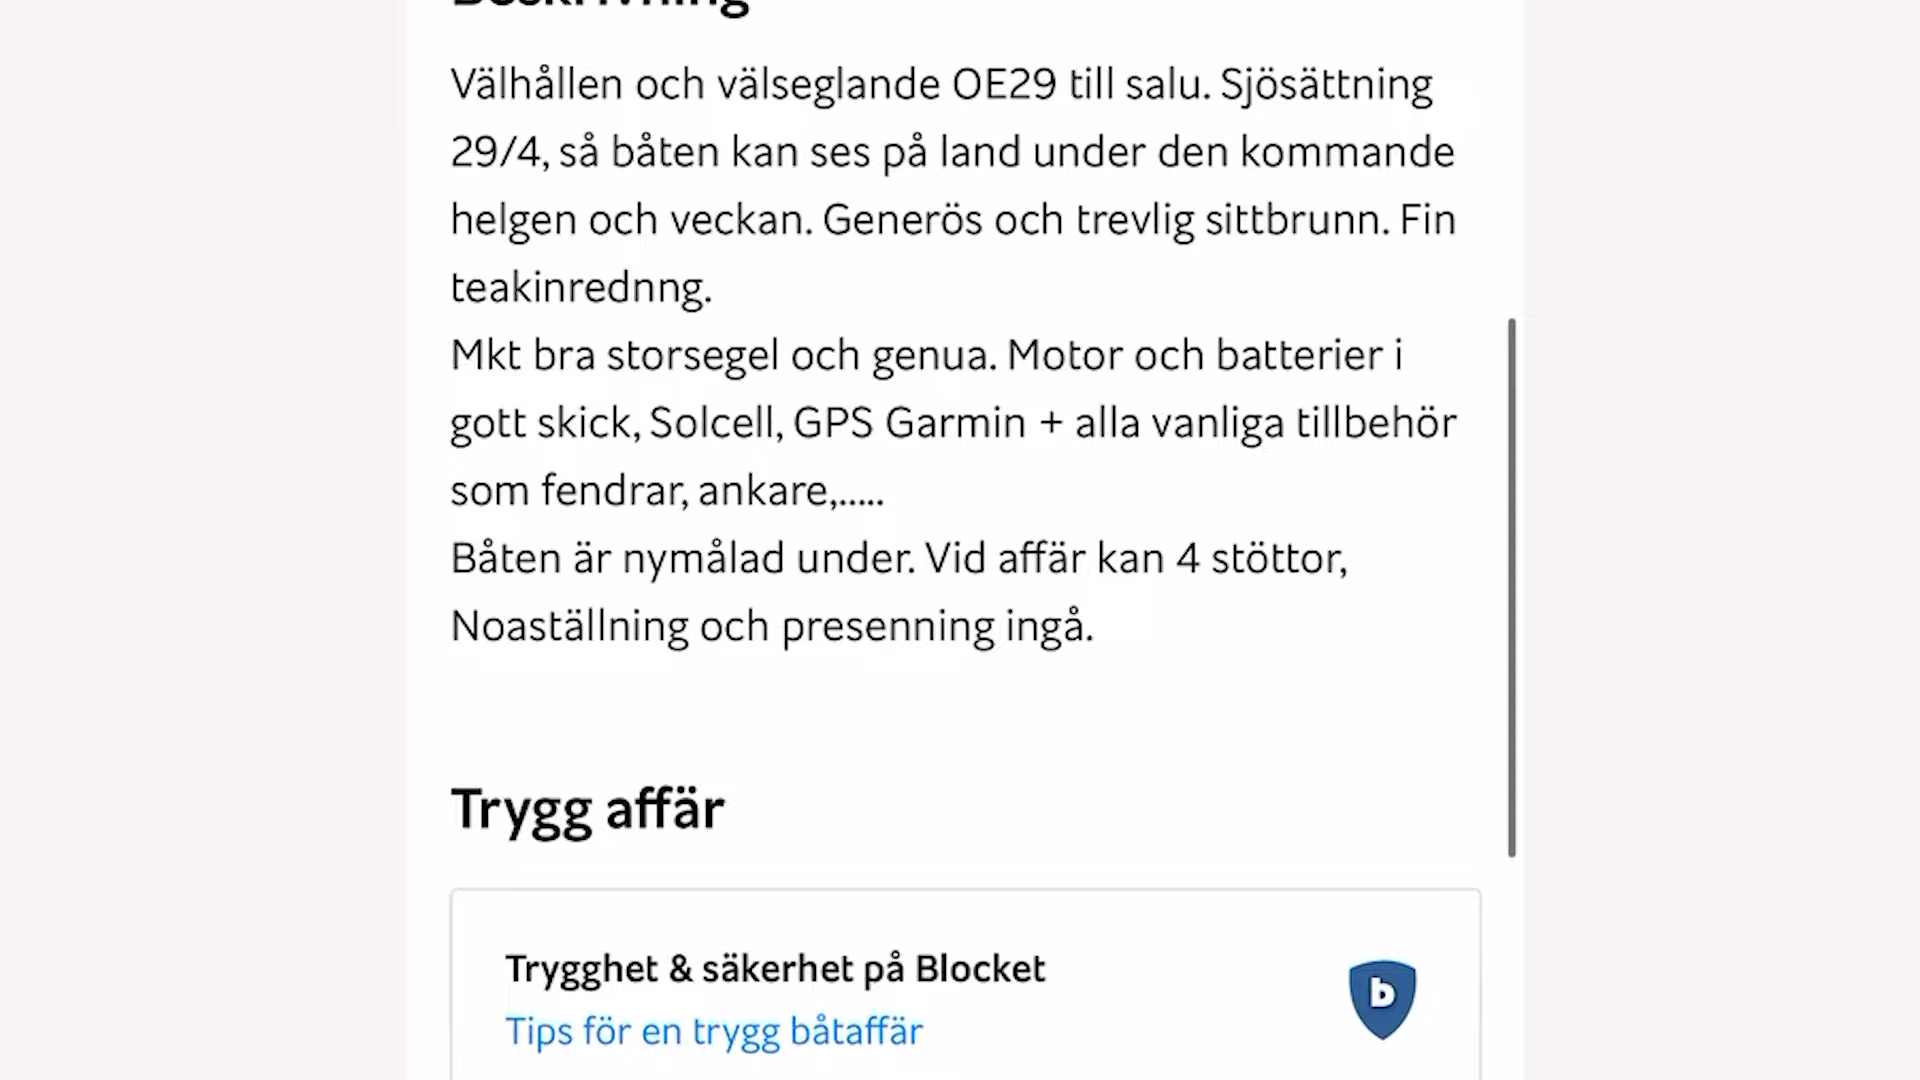 Beskrivning
Välhållen och välseglande OE29 till salu. Sjösättning
29/4, så båten kan ses på land under den kommande
helgen och veckan. Generös och trevlig sittbrunn. Fin
teakinrednng.
Mkt bra storsegel och genua. Motor och batterier i
gott skick, Solcell, GPS Garmin + alla vanliga tillbehör
som fendrar, ankare,.....
Båten är nymålad under. Vid affär kan 4 stöttor,
Noaställning och presenning ingå.
Trygg affär
Trygghet & säkerhet på Blocket
b
Tips för en trygg båtaffär